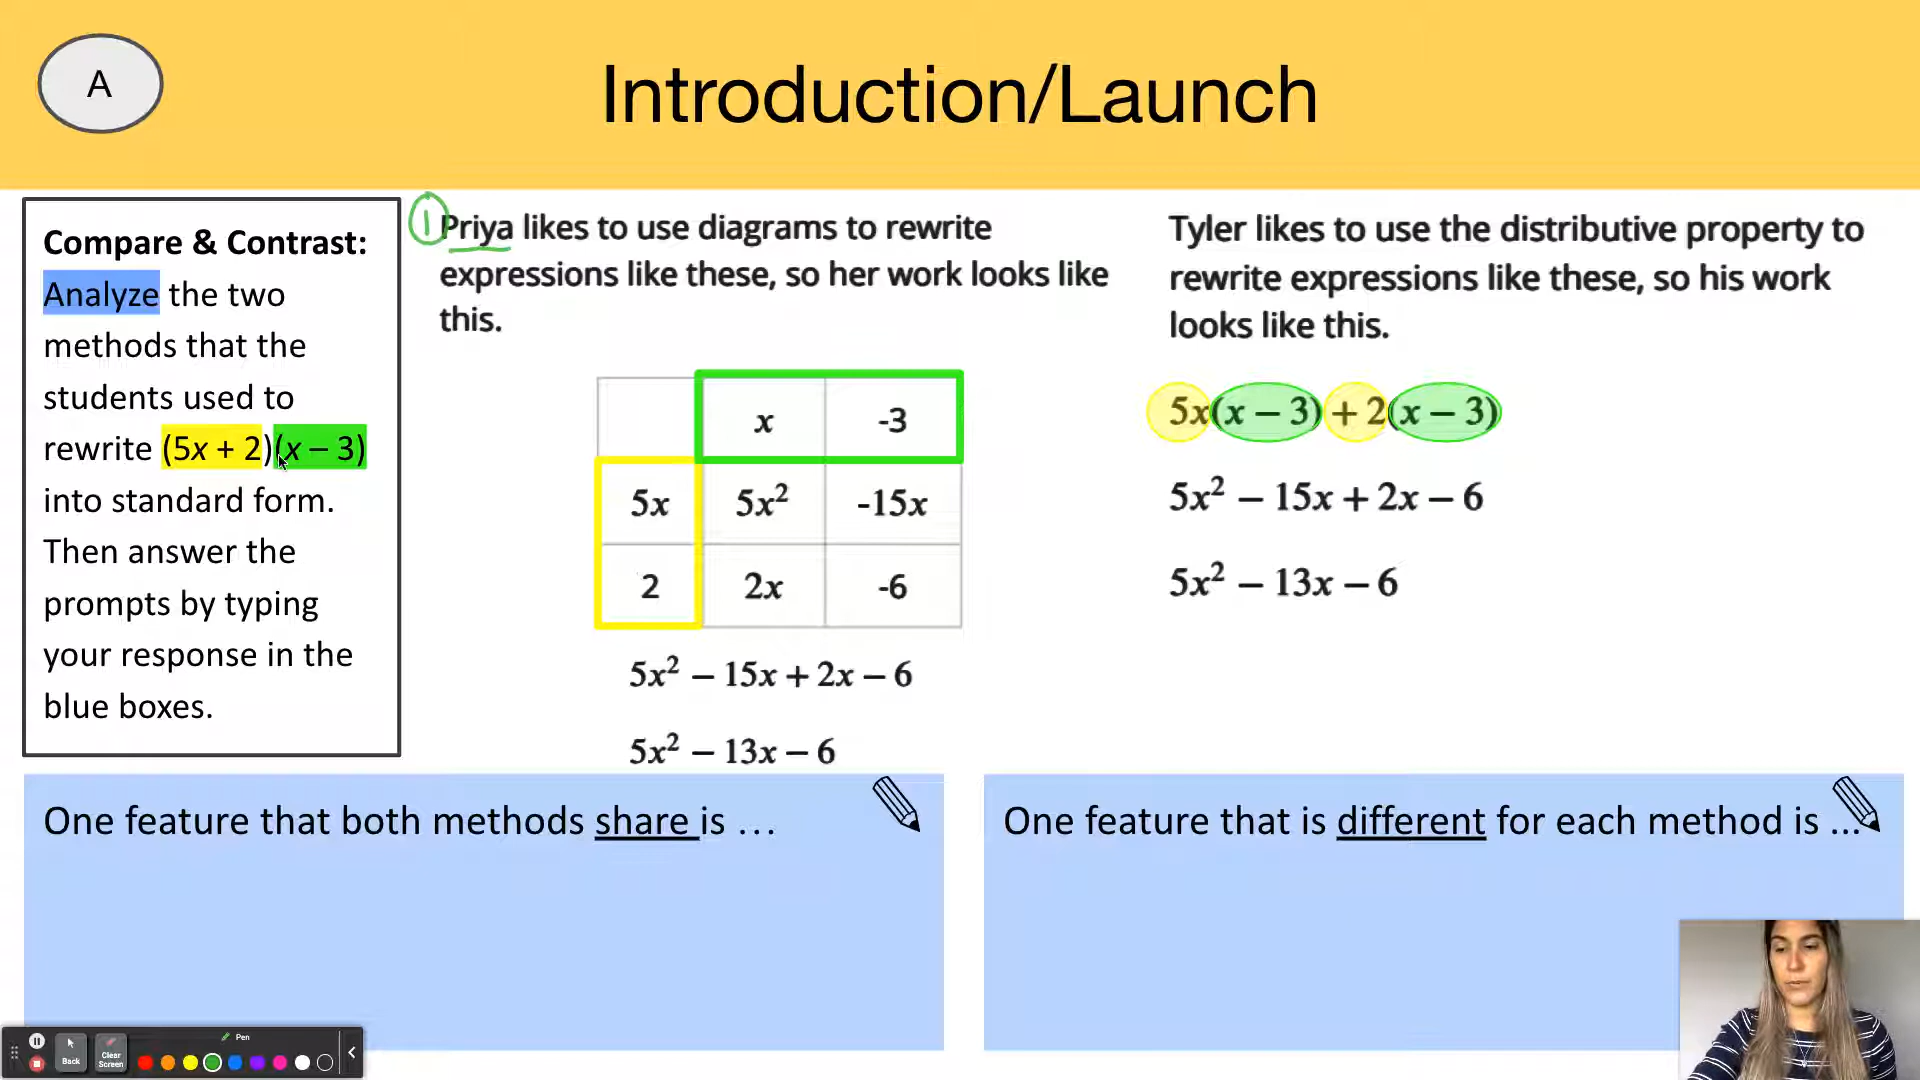 A
Introduction/Launch
Compare & Contrast:
Analyze the two
methods that the
students used to
rewrite (5x + 2)(x – 3)
into standard form.
Then answer the
prompts by typing
your response in the
blue boxes.
1
Priya likes to use diagrams to rewrite
expressions like these, so her work looks like
this.
x -3
5x 5x² -15x
2 2x -6
5x² – 15x + 2x – 6
5x² – 13x – 6
Tyler likes to use the distributive property to
rewrite expressions like these, so his work
looks like this.
5x(x – 3) + 2(x – 3)
5x² – 15x + 2x – 6
5x² – 13x – 6
One feature that both methods share is …
One feature that is different for each method is ...
Pen
Back
Clear
Screen